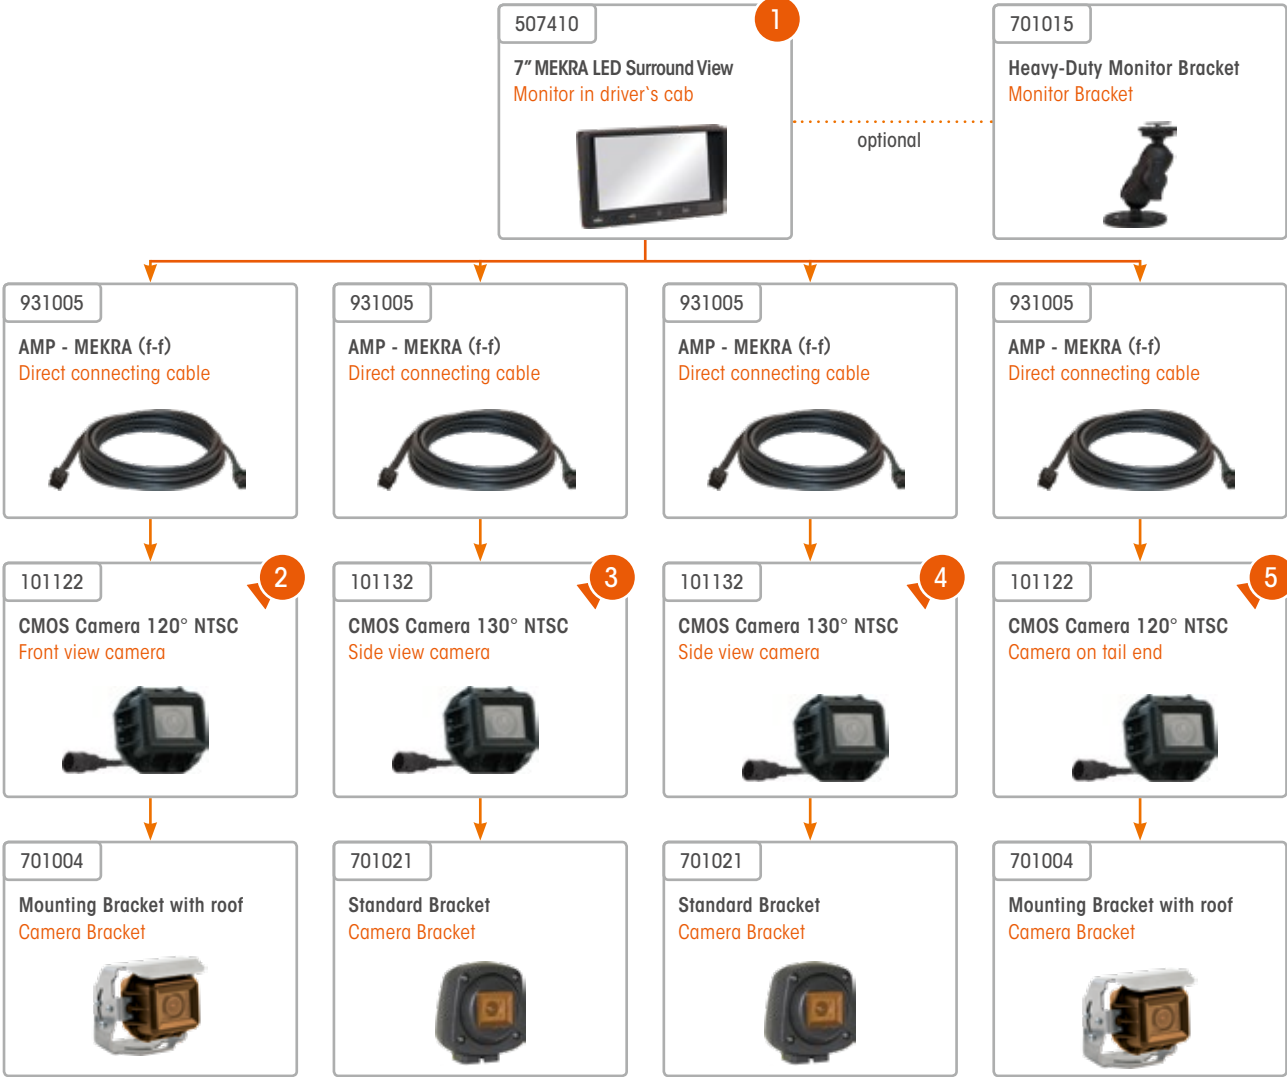 507410
1
7" MEKRA LED Surround View
Monitor in driver's cab
701015
Heavy-Duty Monitor Bracket
Monitor Bracket
optional
931005
AMP - MEKRA (f-f)
Direct connecting cable
931005
AMP - MEKRA (f-f)
Direct connecting cable
931005
AMP - MEKRA (f-f)
Direct connecting cable
931005
AMP - MEKRA (f-f)
Direct connecting cable
101122
2
CMOS Camera 120° NTSC
Front view camera
101132
3
CMOS Camera 130° NTSC
Side view camera
101132
4
CMOS Camera 130° NTSC
Side view camera
101122
5
CMOS Camera 120° NTSC
Camera on tail end
701004
Mounting Bracket with roof
Camera Bracket
701021
Standard Bracket
Camera Bracket
701021
Standard Bracket
Camera Bracket
701004
Mounting Bracket with roof
Camera Bracket